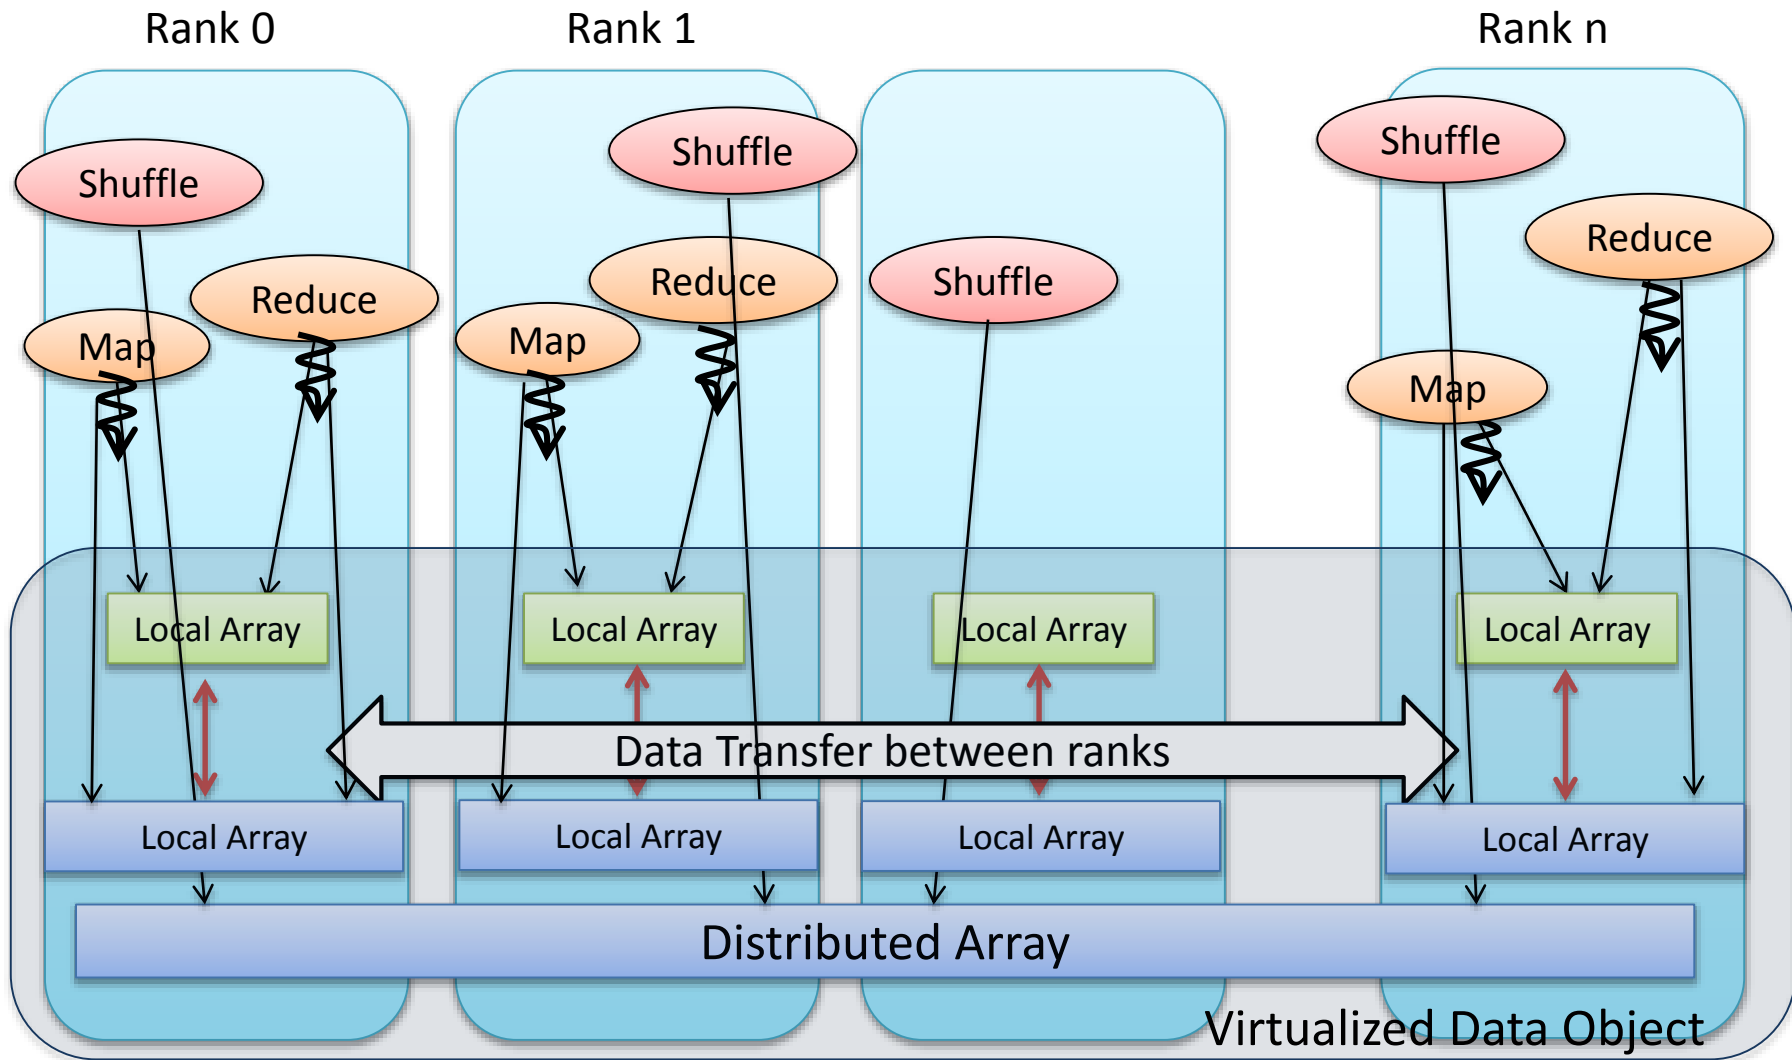 Rank 0
Rank 1
Rank n
Shuffle
Shuffle
Shuffle
Shuffle
Reduce
Reduce
Reduce
Map
Map
Map
Local Array
Local Array
Local Array
Local Array
Data Transfer between ranks
Local Array
Local Array
Local Array
Local Array
Distributed Array
Virtualized Data Object